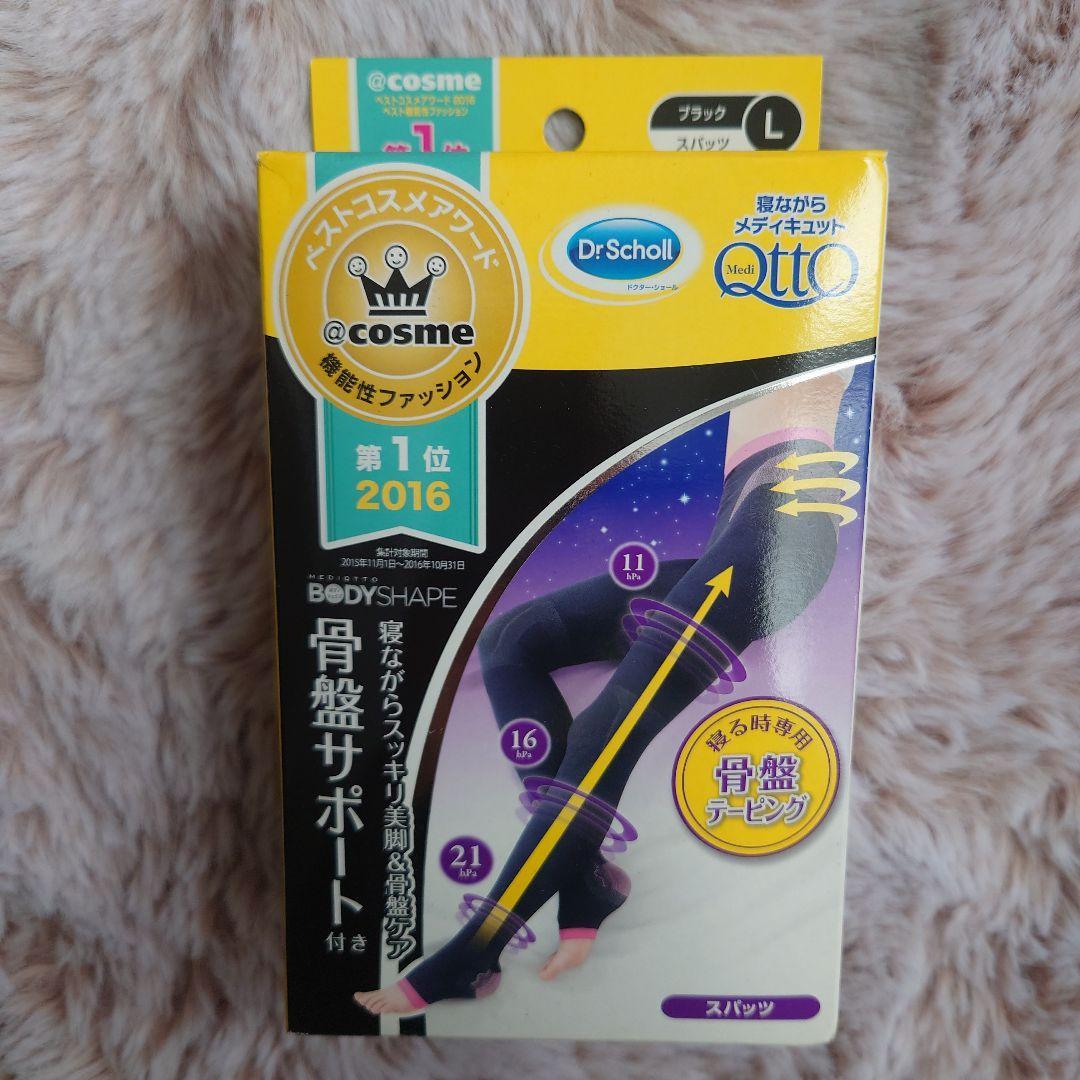 @cosme
ベストコスメアワード 2016
ベスト機能性ファッション
第1位
ブラック
スパッツ
L
ベストコスメアワード
@cosme
機能性ファッション
第1位
2016
集計対象期間
2015年11月1日~2016年10月31日
Dr.Scholl
ドクター・ショール
寝ながら
メディキュット
Medi QttO
MEDIQTTO
BODYSHAPE
骨盤サポート付き
寝ながらスッキリ美脚&骨盤ケア
11
hPa
16
hPa
21
hPa
寝る時専用
骨盤
テーピング
スパッツ